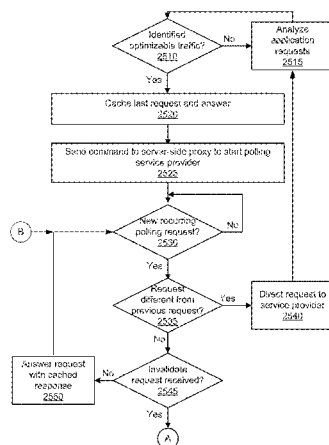 Identified
optimizable traffic?
2510
No
Analyze
application
requests
2515
Yes
Cache last request and answer
2520
Send command to server-side proxy to start polling
service provider
2525
B
New recurring
polling request?
2530
No
Yes
Request
different from
previous request?
2535
Yes
Direct request to
service provider
2540
No
Answer request
with cached
response
2550
No
Invalidate
request received?
2545
Yes
A